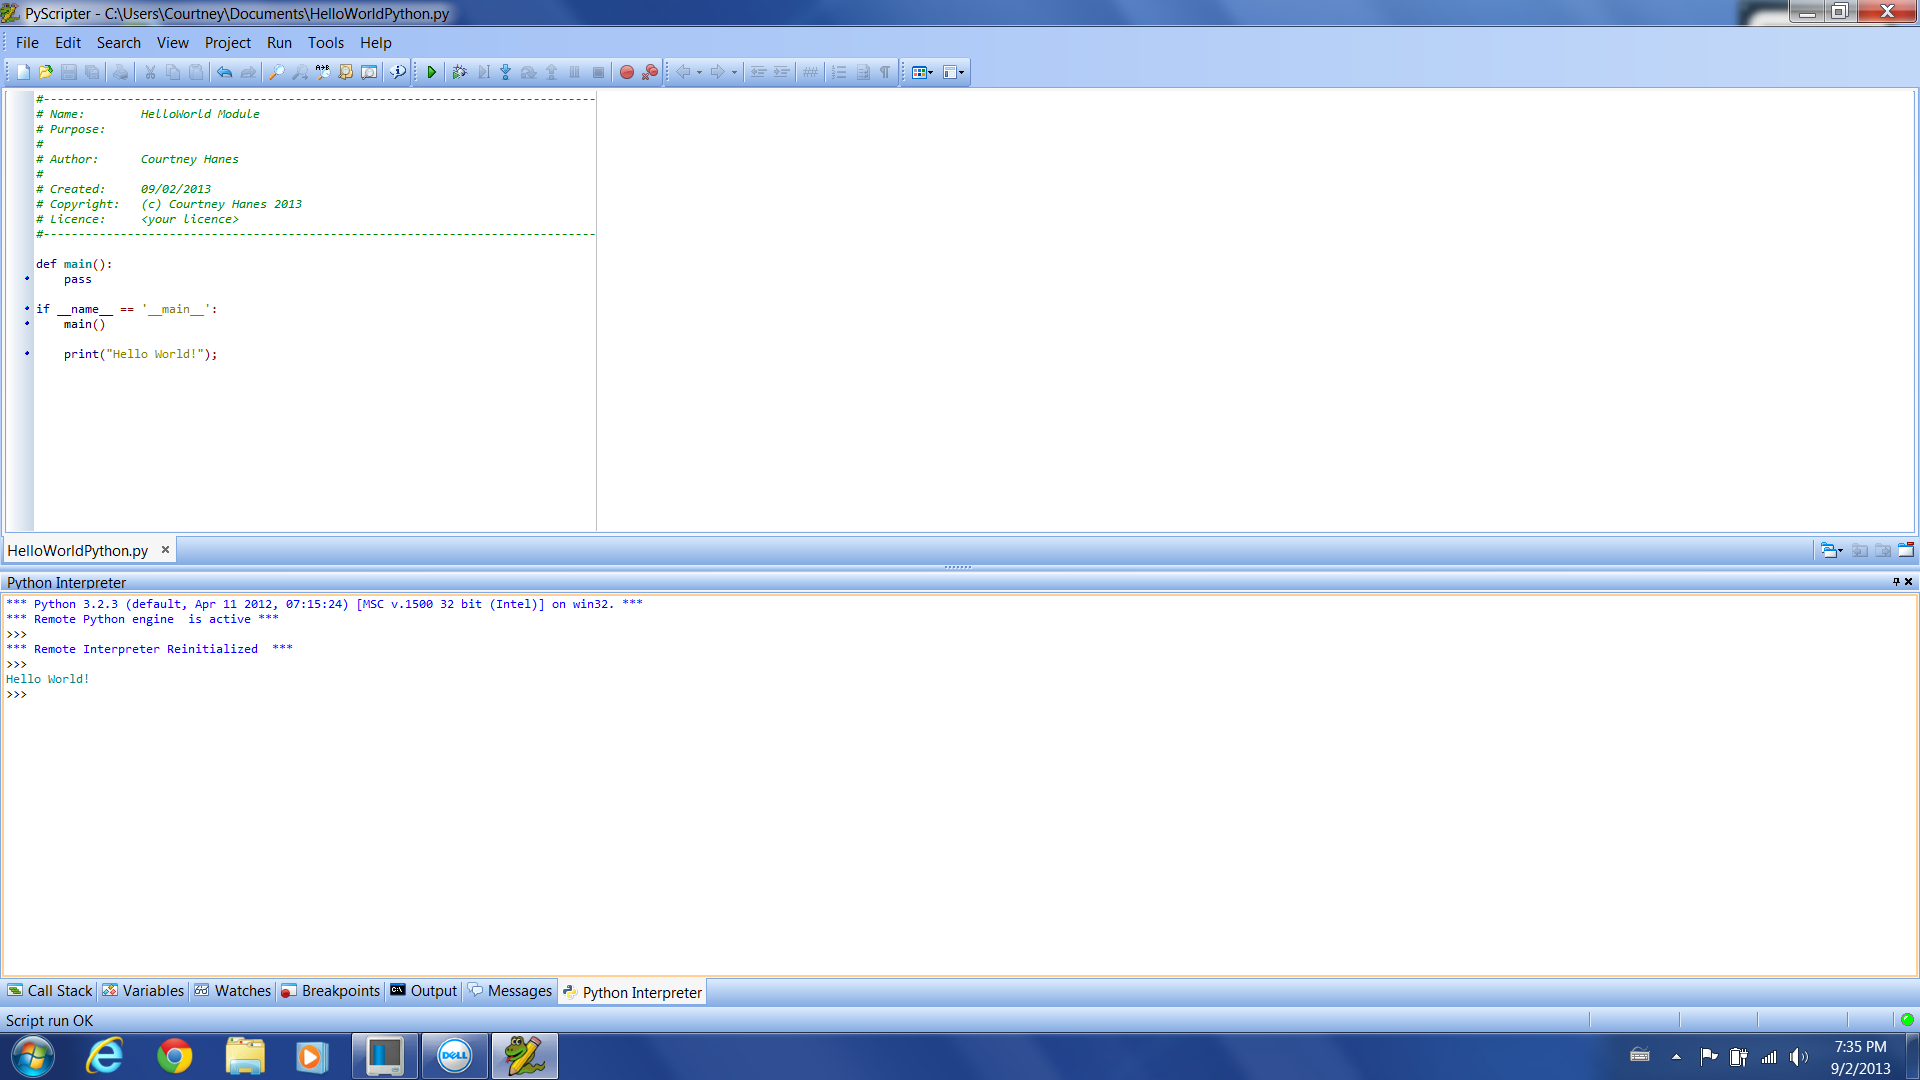 PyScripter - C:\Users\Courtney\Documents\HelloWorldPython.py
File Edit Search View Project Run Tools Help
#-------------------------------------------------------------------------------
# Name:        HelloWorld Module
# Purpose:
#
# Author:      Courtney Hanes
#
# Created:     09/02/2013
# Copyright:   (c) Courtney Hanes 2013
# Licence:     <your licence>
#-------------------------------------------------------------------------------
def main():
    pass
if __name__ == '__main__':
    main()
    print("Hello World!");
HelloWorldPython.py
Python Interpreter
*** Python 3.2.3 (default, Apr 11 2012, 07:15:24) [MSC v.1500 32 bit (Intel)] on win32. ***
*** Remote Python engine  is active ***
>>>
*** Remote Interpreter Reinitialized  ***
>>>
Hello World!
>>>
Call Stack Variables Watches Breakpoints Output Messages Python Interpreter
Script run OK
DELL
7:35 PM
9/2/2013